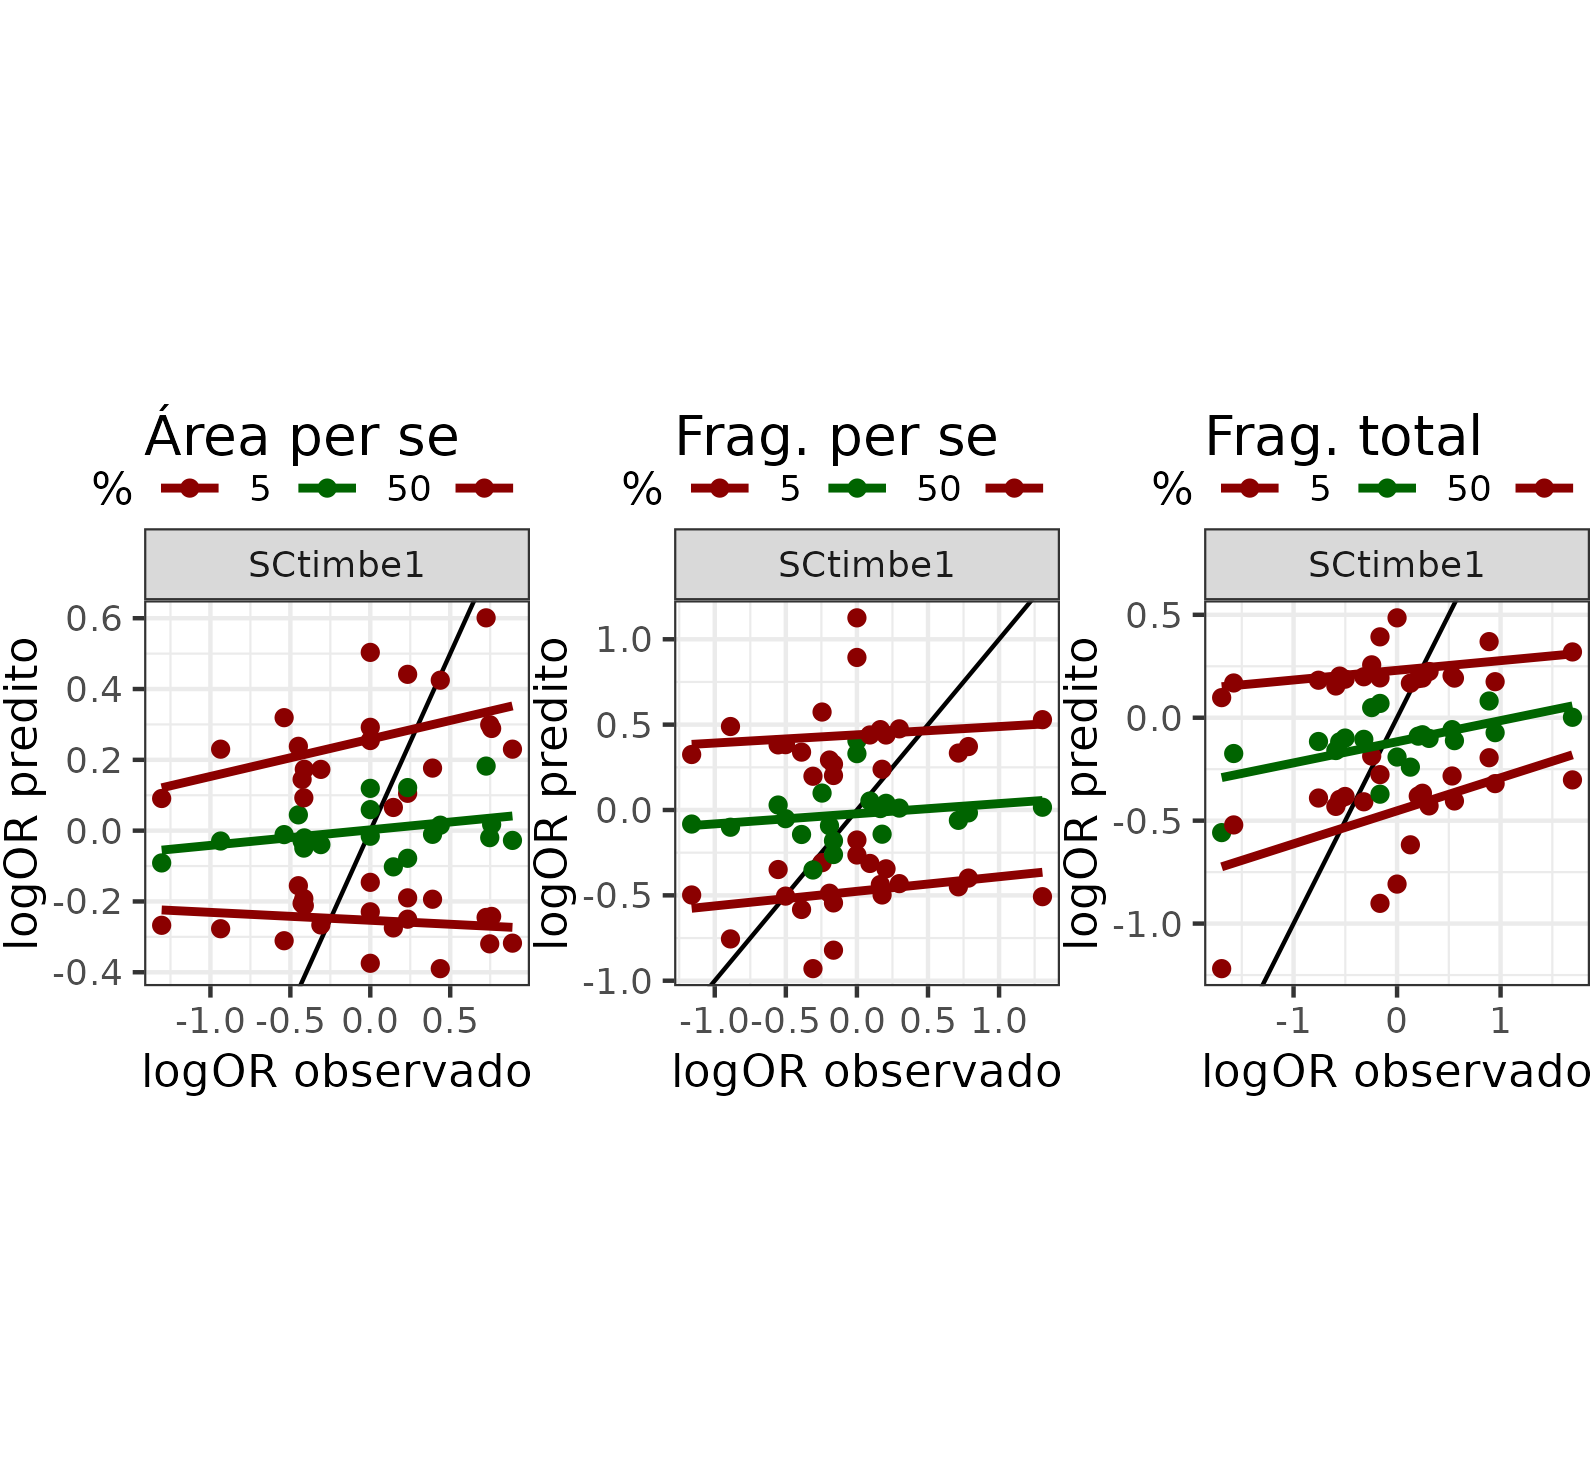 Área per se
% 5 50
SCtimbe1
logOR predito
0.6
0.4
0.2
0.0
-0.2
-0.4
-1.0 -0.5 0.0 0.5
logOR observado
Frag. per se
% 5 50
SCtimbe1
logOR predito
1.0
0.5
0.0
-0.5
-1.0
-1.0 -0.5 0.0 0.5 1.0
logOR observado
Frag. total
% 5 50
SCtimbe1
logOR predito
0.5
0.0
-0.5
-1.0
-1 0 1
logOR observado